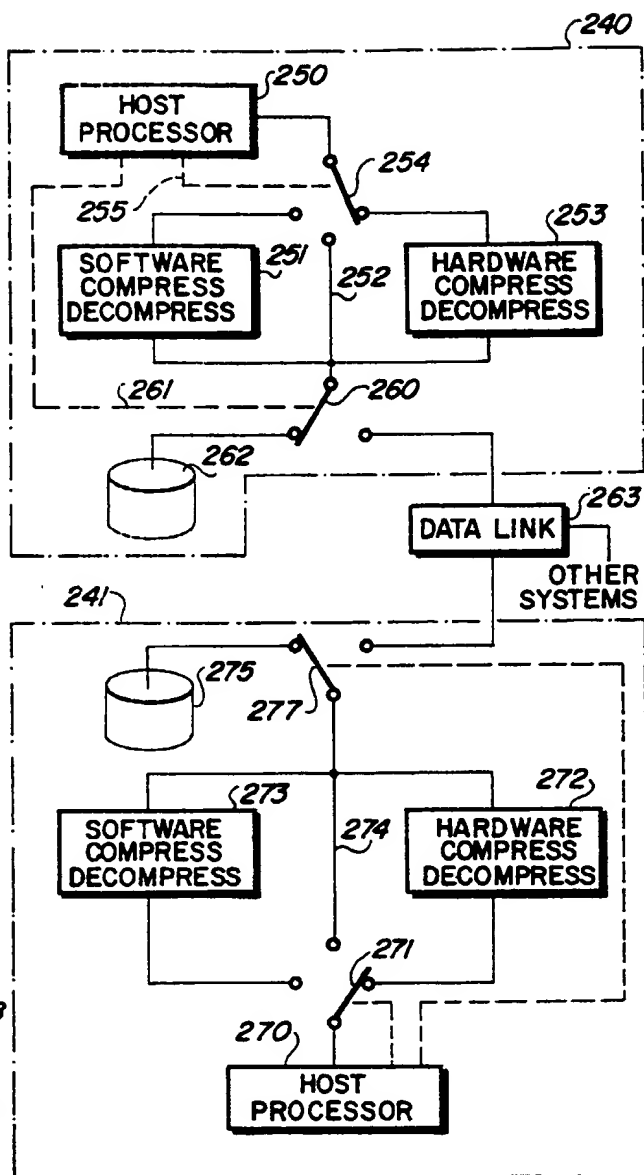 240
250
HOST
PROCESSOR
254
255
253
SOFTWARE
COMPRESS
DECOMPRESS
251
252
HARDWARE
COMPRESS
DECOMPRESS
261
260
262
263
DATA LINK
OTHER
SYSTEMS
241
275
277
273
272
SOFTWARE
COMPRESS
DECOMPRESS
274
HARDWARE
COMPRESS
DECOMPRESS
271
270
HOST
PROCESSOR